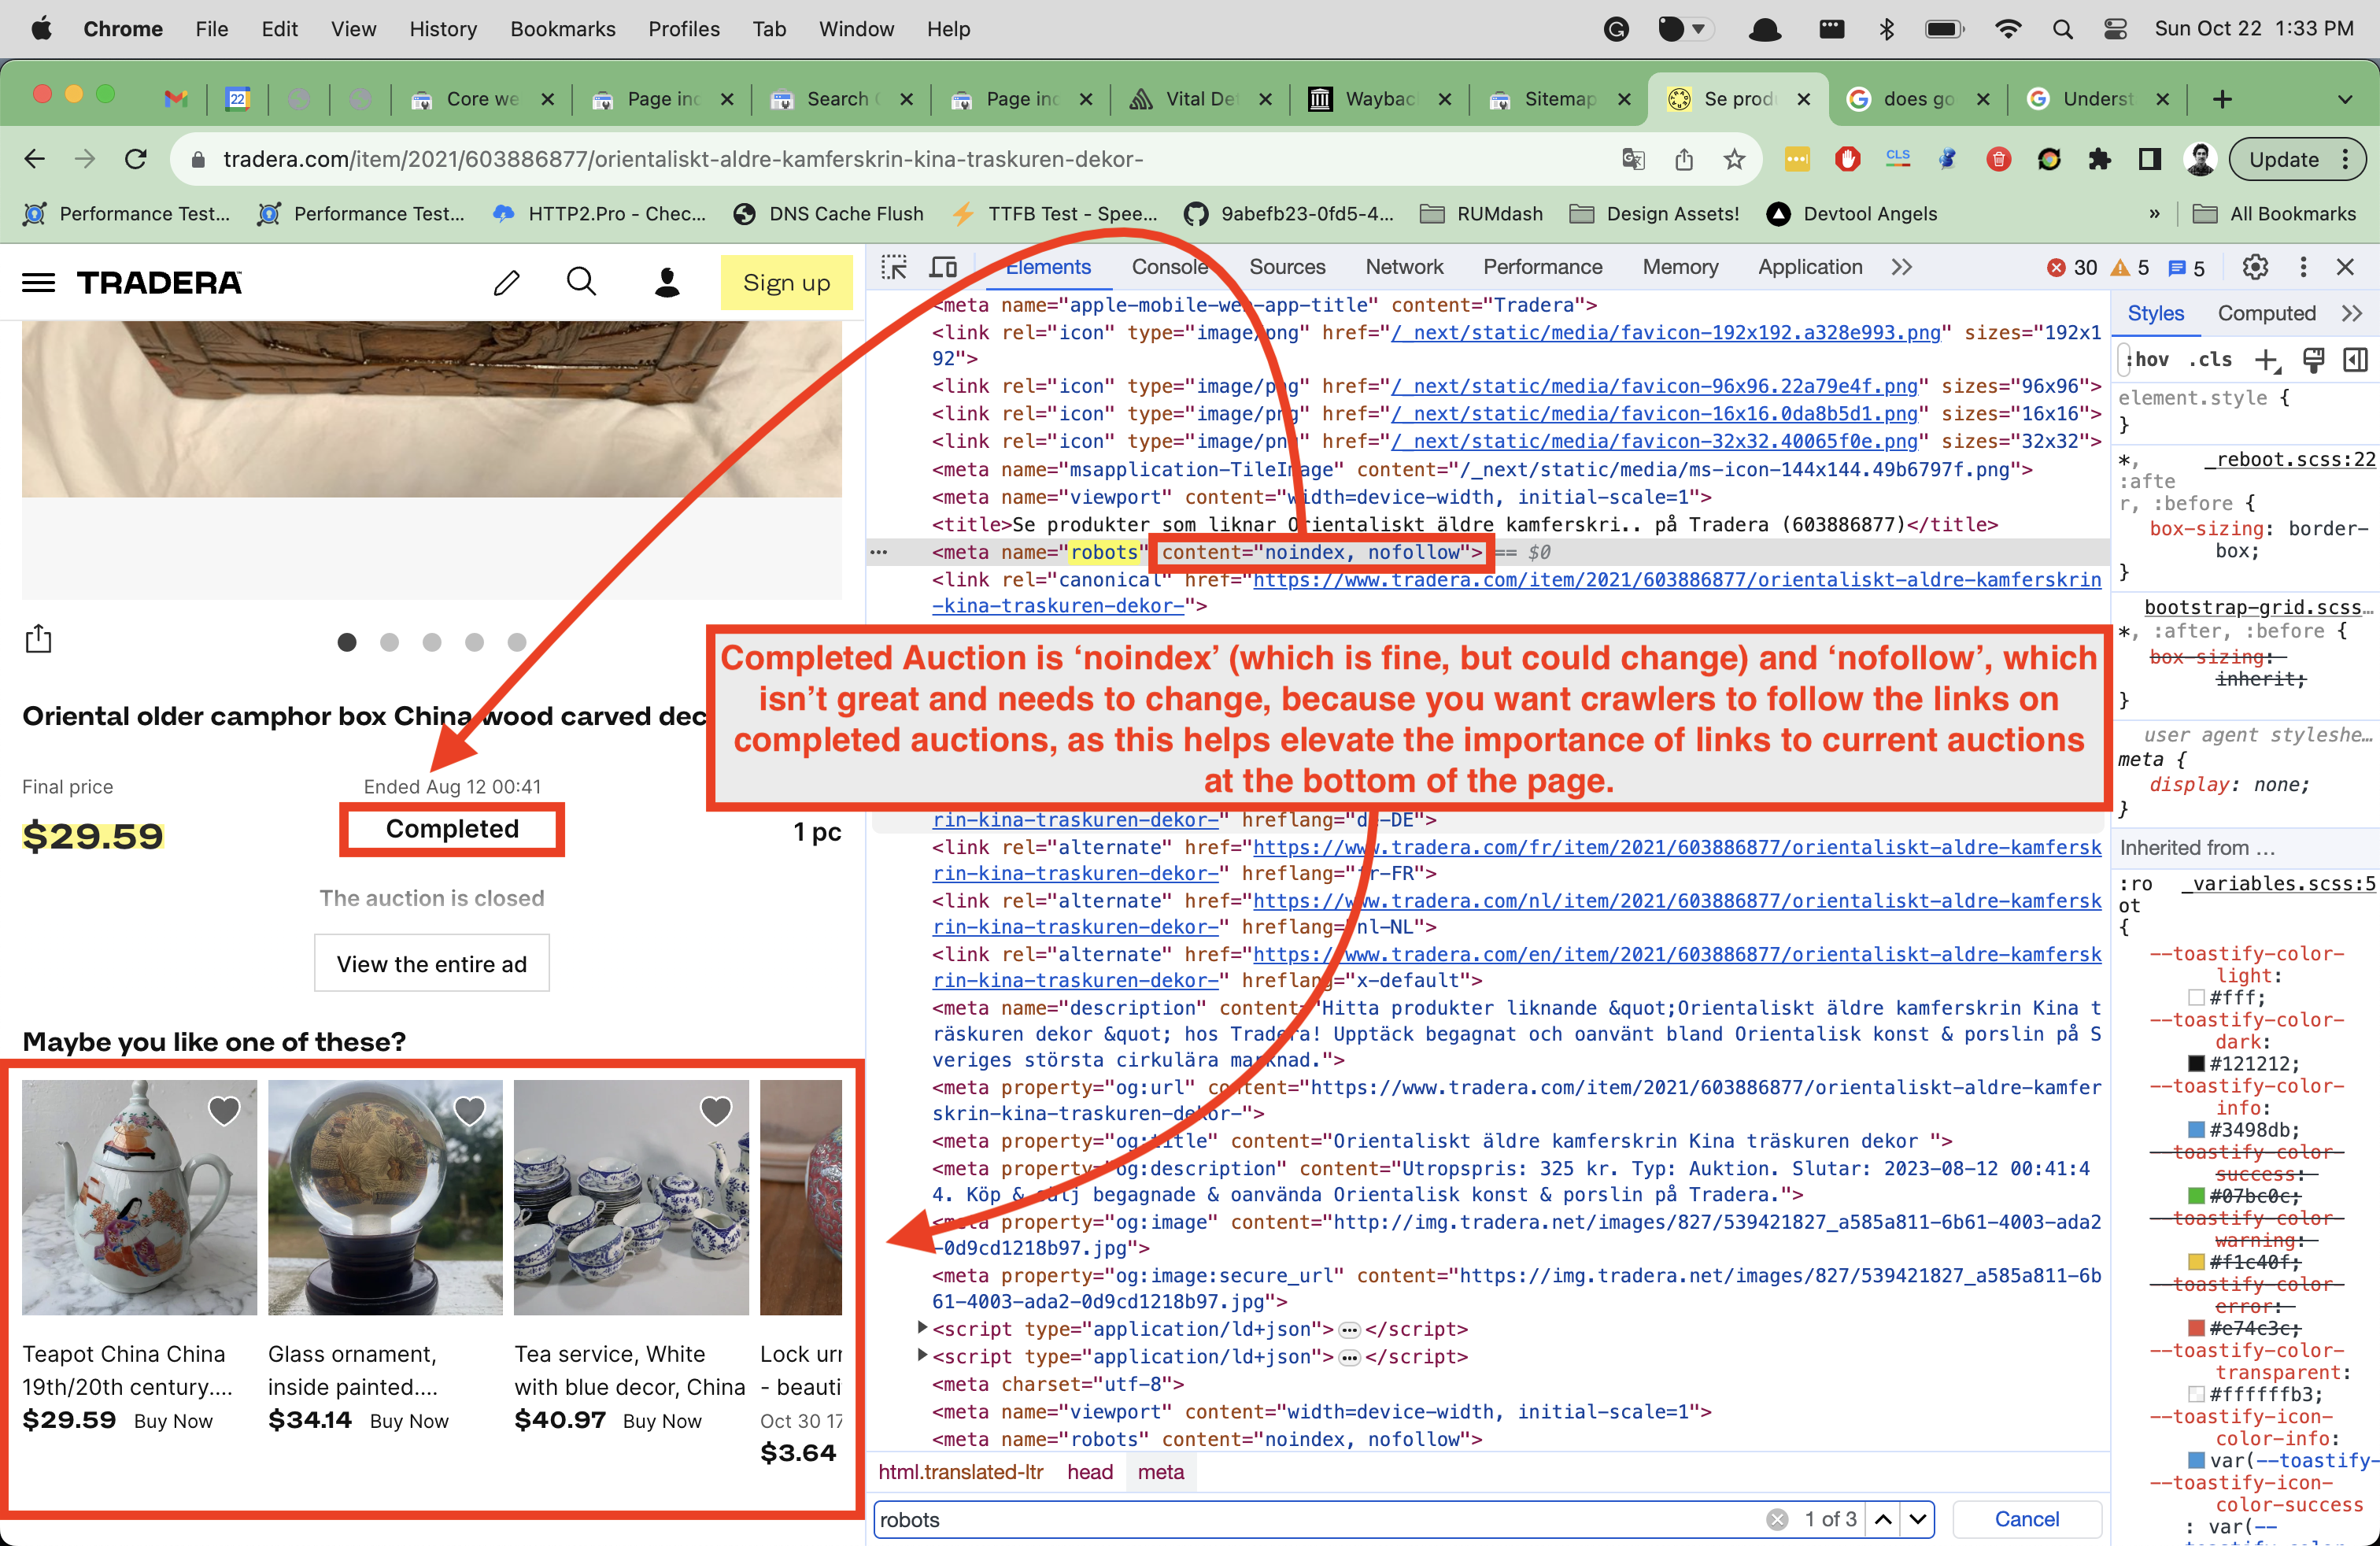 Chrome File Edit View History Bookmarks Profiles Tab Window Help Sun Oct 22 1:33 PM
22 Core we Page inc Search Page inc Vital De Waybac Sitemap Se prod does go Underst
tradera.com/item/2021/603886877/orientaliskt-aldre-kamferskrin-kina-traskuren-dekor- CLS Update
Performance Test... Performance Test... HTTP2.Pro - Chec... DNS Cache Flush TTFB Test - Spee... 9abefb23-0fd5-4... RUMdash Design Assets! Devtool Angels » All Bookmarks
TRADERA Sign up
Oriental older camphor box China wood carved dec
Final price
$29.59
Ended Aug 12 00:41
Completed
1 pc
The auction is closed
View the entire ad
Maybe you like one of these?
Teapot China China
19th/20th century....
$29.59 Buy Now
Glass ornament,
inside painted....
$34.14 Buy Now
Tea service, White
with blue decor, China
$40.97 Buy Now
Lock urn
- beauti
Oct 30 17
$3.64
Elements Console Sources Network Performance Memory Application 30 5 5
<meta name="apple-mobile-web-app-title" content="Tradera">
<link rel="icon" type="image/png" href="/_next/static/media/favicon-192x192.a328e993.png" sizes="192x1
92">
<link rel="icon" type="image/png" href="/_next/static/media/favicon-96x96.22a79e4f.png" sizes="96x96">
<link rel="icon" type="image/png" href="/_next/static/media/favicon-16x16.0da8b5d1.png" sizes="16x16">
<link rel="icon" type="image/png" href="/_next/static/media/favicon-32x32.40065f0e.png" sizes="32x32">
<meta name="msapplication-TileImage" content="/_next/static/media/ms-icon-144x144.49b6797f.png">
<meta name="viewport" content="width=device-width, initial-scale=1">
<title>Se produkter som liknar Orientaliskt äldre kamferskri.. på Tradera (603886877)</title>
<meta name="robots" content="noindex, nofollow"> == $0
<link rel="canonical" href="https://www.tradera.com/item/2021/603886877/orientaliskt-aldre-kamferskrin
-kina-traskuren-dekor-">
Completed Auction is ‘noindex’ (which is fine, but could change) and ‘nofollow’, which
isn’t great and needs to change, because you want crawlers to follow the links on
completed auctions, as this helps elevate the importance of links to current auctions
at the bottom of the page.
rin-kina-traskuren-dekor-" hreflang="de-DE">
<link rel="alternate" href="https://www.tradera.com/fr/item/2021/603886877/orientaliskt-aldre-kamfersk
rin-kina-traskuren-dekor-" hreflang="fr-FR">
<link rel="alternate" href="https://www.tradera.com/nl/item/2021/603886877/orientaliskt-aldre-kamfersk
rin-kina-traskuren-dekor-" hreflang="nl-NL">
<link rel="alternate" href="https://www.tradera.com/en/item/2021/603886877/orientaliskt-aldre-kamfersk
rin-kina-traskuren-dekor-" hreflang="x-default">
<meta name="description" content="Hitta produkter liknande &quot;Orientaliskt äldre kamferskrin Kina t
räskuren dekor &quot; hos Tradera! Upptäck begagnat och oanvänt bland Orientalisk konst & porslin på S
veriges största cirkulära marknad.">
<meta property="og:url" content="https://www.tradera.com/item/2021/603886877/orientaliskt-aldre-kamfer
skrin-kina-traskuren-dekor-">
<meta property="og:title" content="Orientaliskt äldre kamferskrin Kina träskuren dekor ">
<meta property="og:description" content="Utropspris: 325 kr. Typ: Auktion. Slutar: 2023-08-12 00:41:4
4. Köp & sälj begagnade & oanvända Orientalisk konst & porslin på Tradera.">
<meta property="og:image" content="http://img.tradera.net/images/827/539421827_a585a811-6b61-4003-ada2
-0d9cd1218b97.jpg">
<meta property="og:image:secure_url" content="https://img.tradera.net/images/827/539421827_a585a811-6b
61-4003-ada2-0d9cd1218b97.jpg">
<script type="application/ld+json"> ••• </script>
<script type="application/ld+json"> ••• </script>
<meta charset="utf-8">
<meta name="viewport" content="width=device-width, initial-scale=1">
<meta name="robots" content="noindex, nofollow">
html.translated-ltr head meta
robots 1 of 3 Cancel
Styles Computed
:hov .cls
element.style {
}
*, _reboot.scss:22
:afte
r, :before {
box-sizing: border-
box;
}
bootstrap-grid.scss…
*, :after, :before {
box-sizing:
inherit;
}
user agent styleshe…
meta {
display: none;
}
Inherited from …
:ro _variables.scss:5
ot
{
--toastify-color-
light:
#fff;
--toastify-color-
dark:
#121212;
--toastify-color-
info:
#3498db;
--toastify-color-
success:
#07bc0c;
--toastify-color-
warning:
#f1c40f;
--toastify-color-
error:
#e74c3c;
--toastify-color-
transparent:
#ffffffb3;
--toastify-icon-
color-info:
var(--toastify-
--toastify-icon-
color-success
: var(--